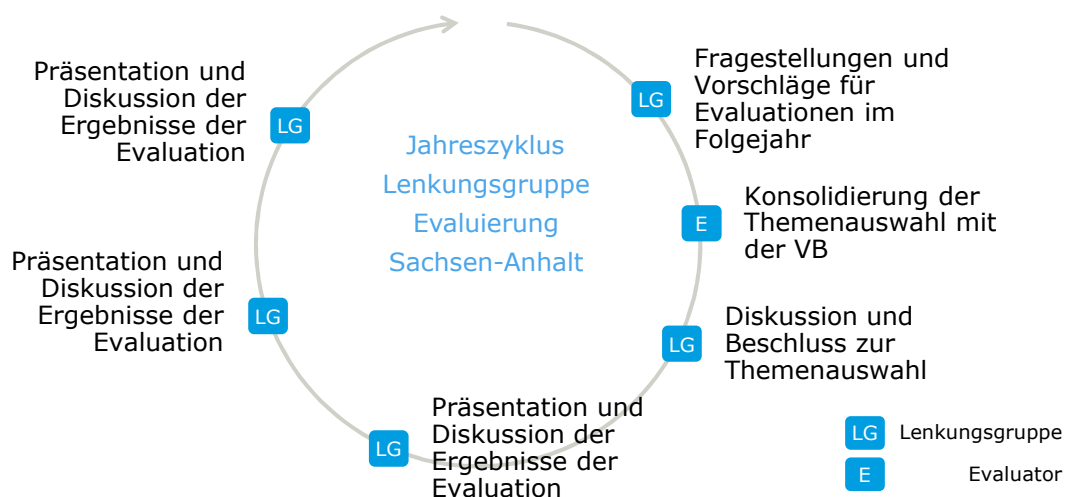 Präsentation und
Diskussion der
Ergebnisse der
Evaluation
LG
Fragestellungen und
Vorschläge für
Evaluationen im
Folgejahr
LG
Jahreszyklus
Lenkungsgruppe
Evaluierung
Sachsen-Anhalt
E
Konsolidierung der
Themenauswahl mit
der VB
Präsentation und
Diskussion der
Ergebnisse der
Evaluation
LG
LG
Diskussion und
Beschluss zur
Themenauswahl
LG
Präsentation und
Diskussion der
Ergebnisse der
Evaluation
LG Lenkungsgruppe
E Evaluator